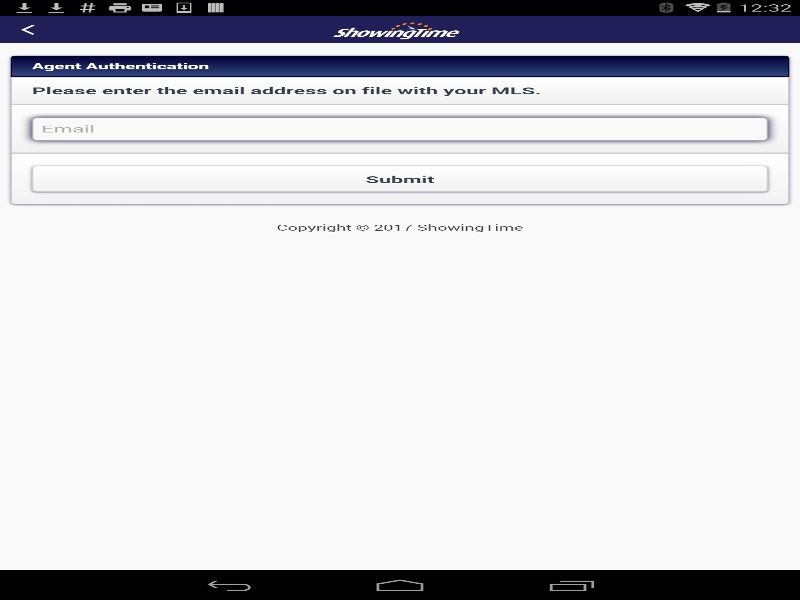 12:32
ShowingTime
Agent Authentication
Please enter the email address on file with your MLS.
Email
Submit
Copyright © 2017 ShowingTime